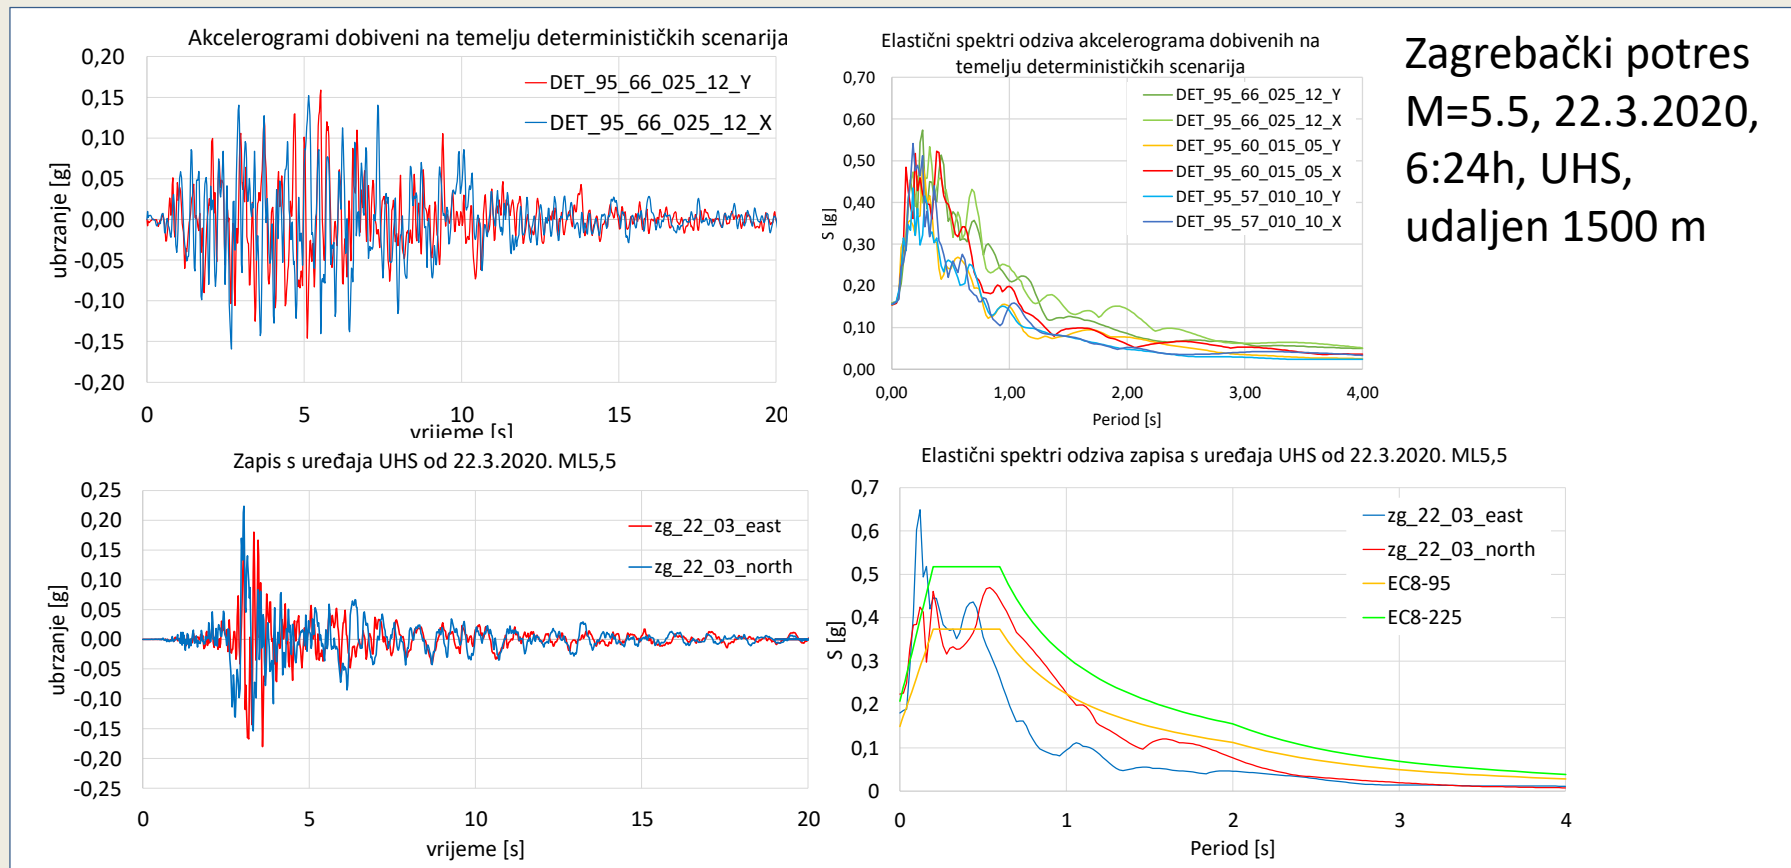 Akcelerogrami dobiveni na temelju determinističkih scenarija
0,20
0,15
0,10
0,05
0,00
-0,05
-0,10
-0,15
-0,20
ubrzanje [g]
DET_95_66_025_12_Y
DET_95_66_025_12_X
0
5
10
15
20
vrijeme [s]
Elastični spektri odziva akcelerograma dobivenih na
temelju determinističkih scenarija
0,70
0,60
0,50
0,40
0,30
0,20
0,10
0,00
S [g]
DET_95_66_025_12_Y
DET_95_66_025_12_X
DET_95_60_015_05_Y
DET_95_60_015_05_X
DET_95_57_010_10_Y
DET_95_57_010_10_X
0,00
1,00
2,00
3,00
4,00
Period [s]
Zagrebački potres
M=5.5, 22.3.2020,
6:24h, UHS,
udaljen 1500 m
Zapis s uređaja UHS od 22.3.2020. ML5,5
0,25
0,20
0,15
0,10
0,05
0,00
-0,05
-0,10
-0,15
-0,20
-0,25
ubrzanje [g]
zg_22_03_east
zg_22_03_north
0
5
10
15
20
vrijeme [s]
Elastični spektri odziva zapisa s uređaja UHS od 22.3.2020. ML5,5
0,7
0,6
0,5
0,4
0,3
0,2
0,1
0
S [g]
zg_22_03_east
zg_22_03_north
EC8-95
EC8-225
0
1
2
3
4
Period [s]